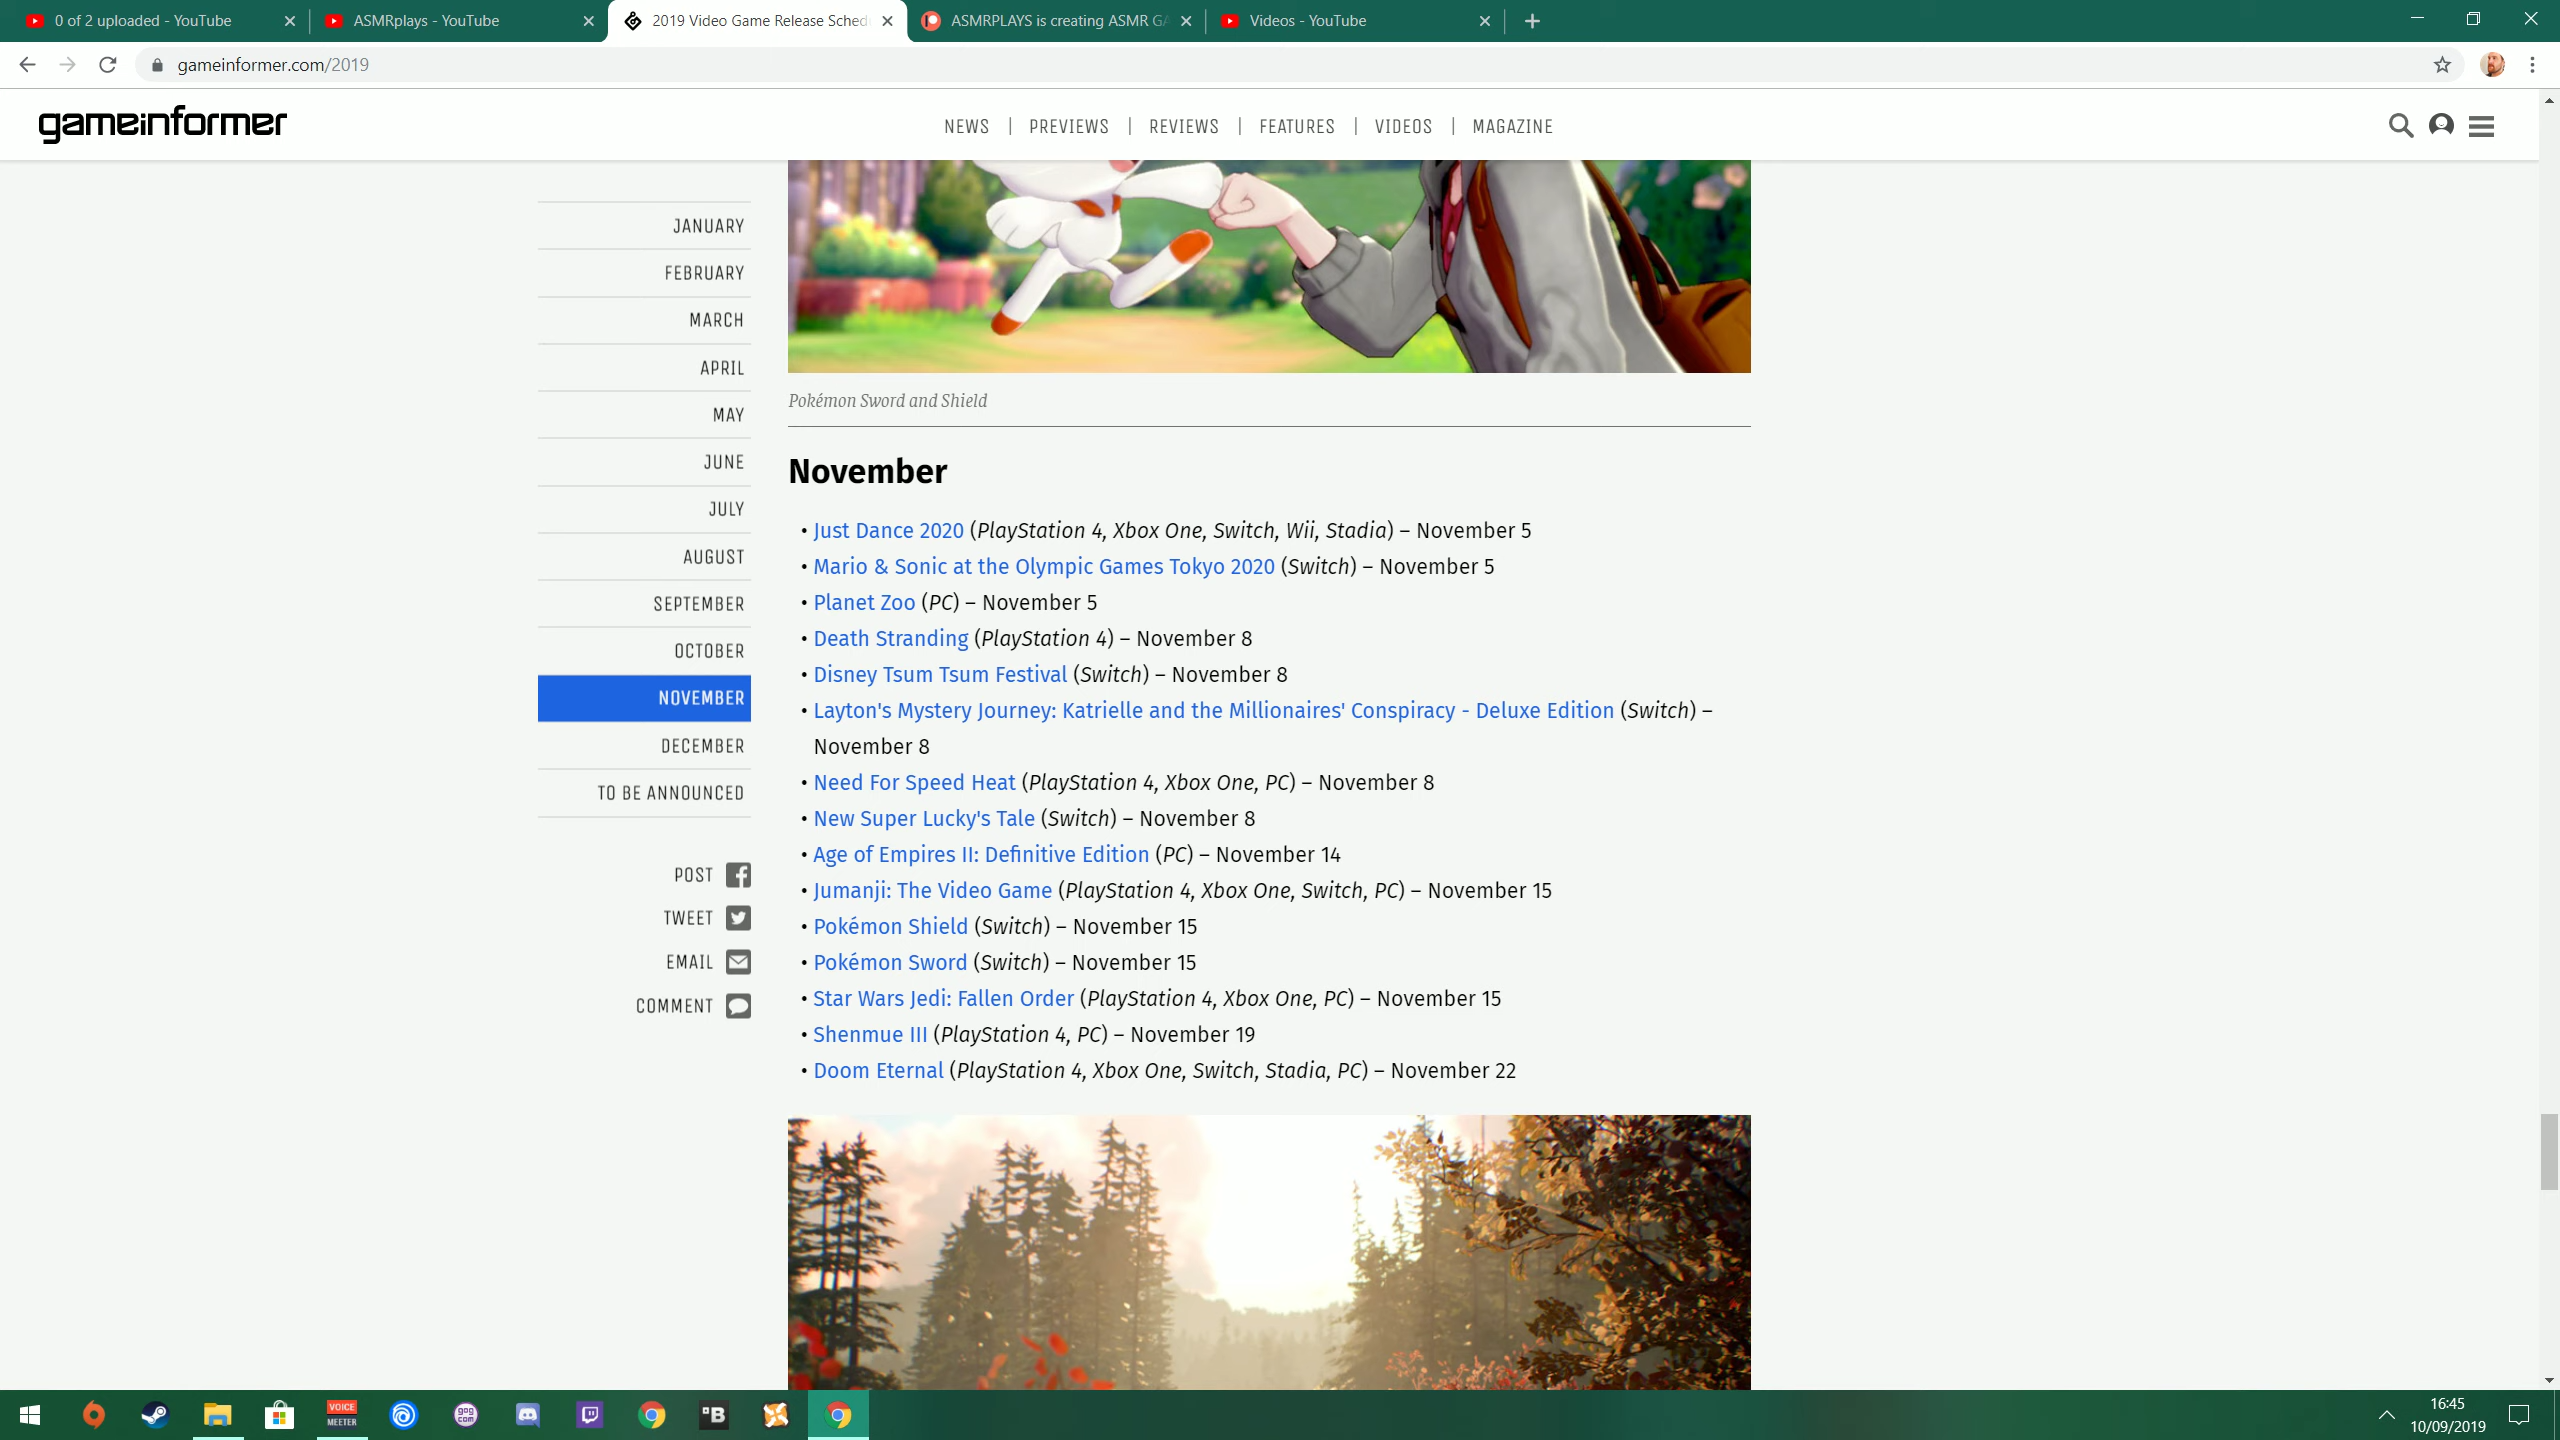 0 of 2 uploaded - YouTube
ASMRplays - YouTube
2019 Video Game Release Sched
ASMRPLAYS is creating ASMR GA
Videos - YouTube
gameinformer.com/2019
gameinformer
NEWS | PREVIEWS | REVIEWS | FEATURES | VIDEOS | MAGAZINE
JANUARY
FEBRUARY
MARCH
APRIL
MAY
JUNE
JULY
AUGUST
SEPTEMBER
OCTOBER
NOVEMBER
DECEMBER
TO BE ANNOUNCED
POST
TWEET
EMAIL
COMMENT
Pokémon Sword and Shield
November
• Just Dance 2020 (PlayStation 4, Xbox One, Switch, Wii, Stadia) – November 5
• Mario & Sonic at the Olympic Games Tokyo 2020 (Switch) – November 5
• Planet Zoo (PC) – November 5
• Death Stranding (PlayStation 4) – November 8
• Disney Tsum Tsum Festival (Switch) – November 8
• Layton's Mystery Journey: Katrielle and the Millionaires' Conspiracy - Deluxe Edition (Switch) –
November 8
• Need For Speed Heat (PlayStation 4, Xbox One, PC) – November 8
• New Super Lucky's Tale (Switch) – November 8
• Age of Empires II: Definitive Edition (PC) – November 14
• Jumanji: The Video Game (PlayStation 4, Xbox One, Switch, PC) – November 15
• Pokémon Shield (Switch) – November 15
• Pokémon Sword (Switch) – November 15
• Star Wars Jedi: Fallen Order (PlayStation 4, Xbox One, PC) – November 15
• Shenmue III (PlayStation 4, PC) – November 19
• Doom Eternal (PlayStation 4, Xbox One, Switch, Stadia, PC) – November 22
VOICE
MEETER
GOG
COM
B
16:45
10/09/2019